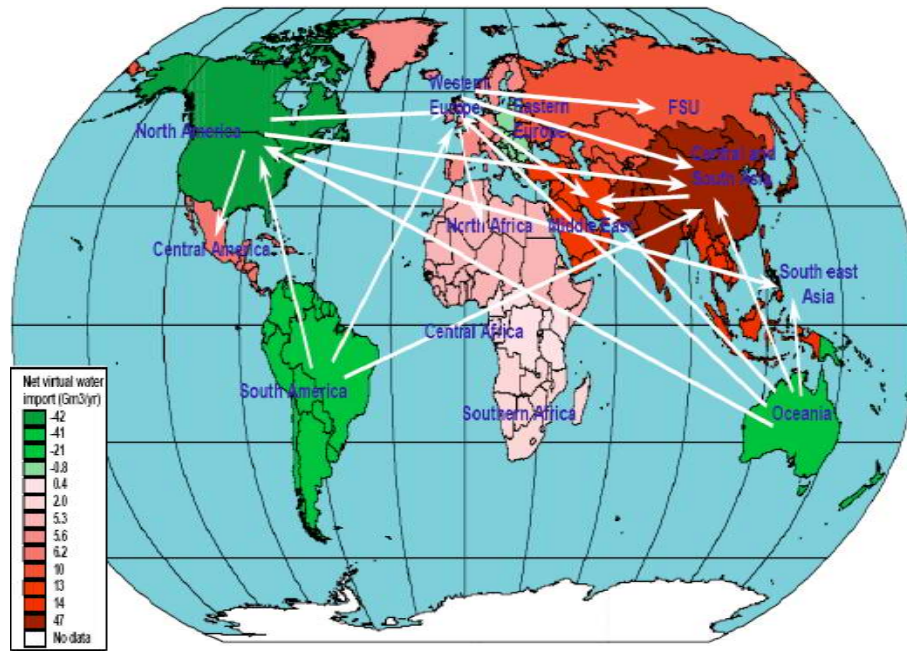 Western
Europe
Eastern
Europe
FSU
North America
Central and
South Asia
North Africa
Middle East
Central America
South east
Asia
Central Africa
South America
Southern Africa
Oceania
Net virtual water
import (Gm3/yr)
-42
-41
-21
-0.8
0.4
2.0
5.3
5.6
6.2
10
13
14
47
No data